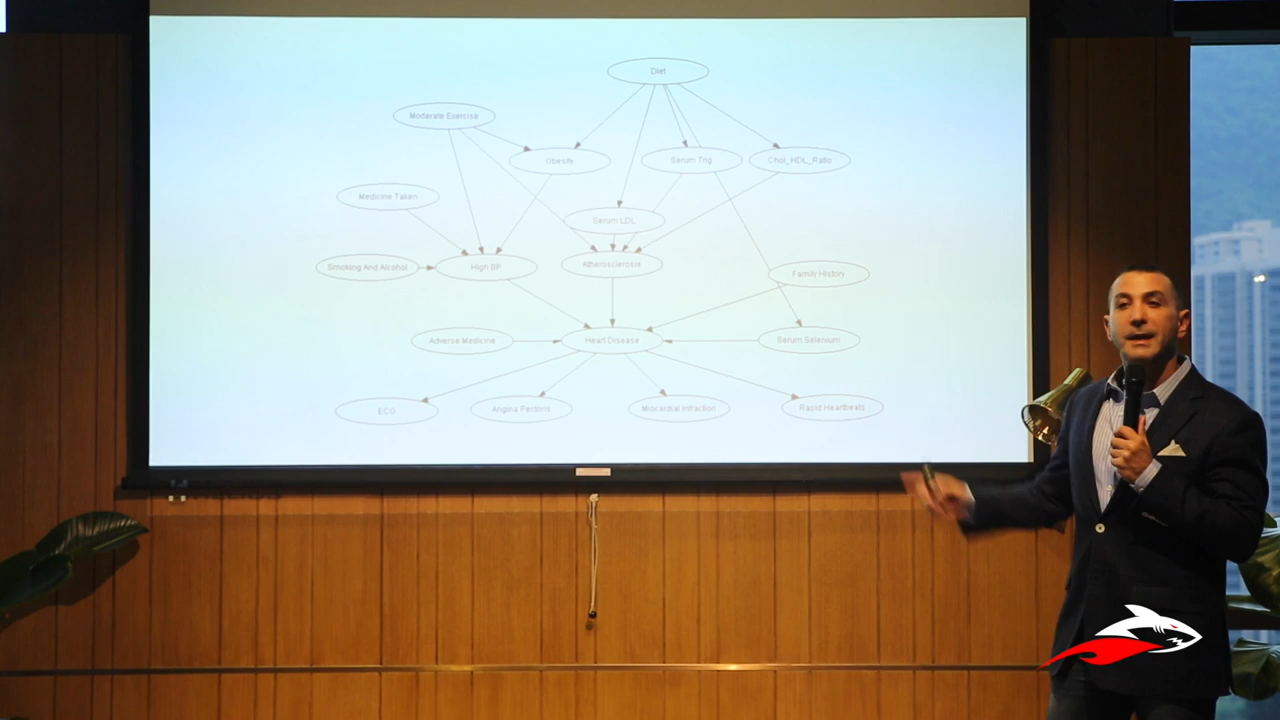 Diet
Moderate Exercise
Obesity
Serum Trig
Chol_HDL_Ratio
Medicine Taken
Serum LDL
Smoking And Alcohol
High BP
Atherosclerosis
Family History
Adverse Medicine
Heart Disease
Serum Selenium
ECG
Angina Pectoris
Miocardial Infraction
Rapid Heartbeats